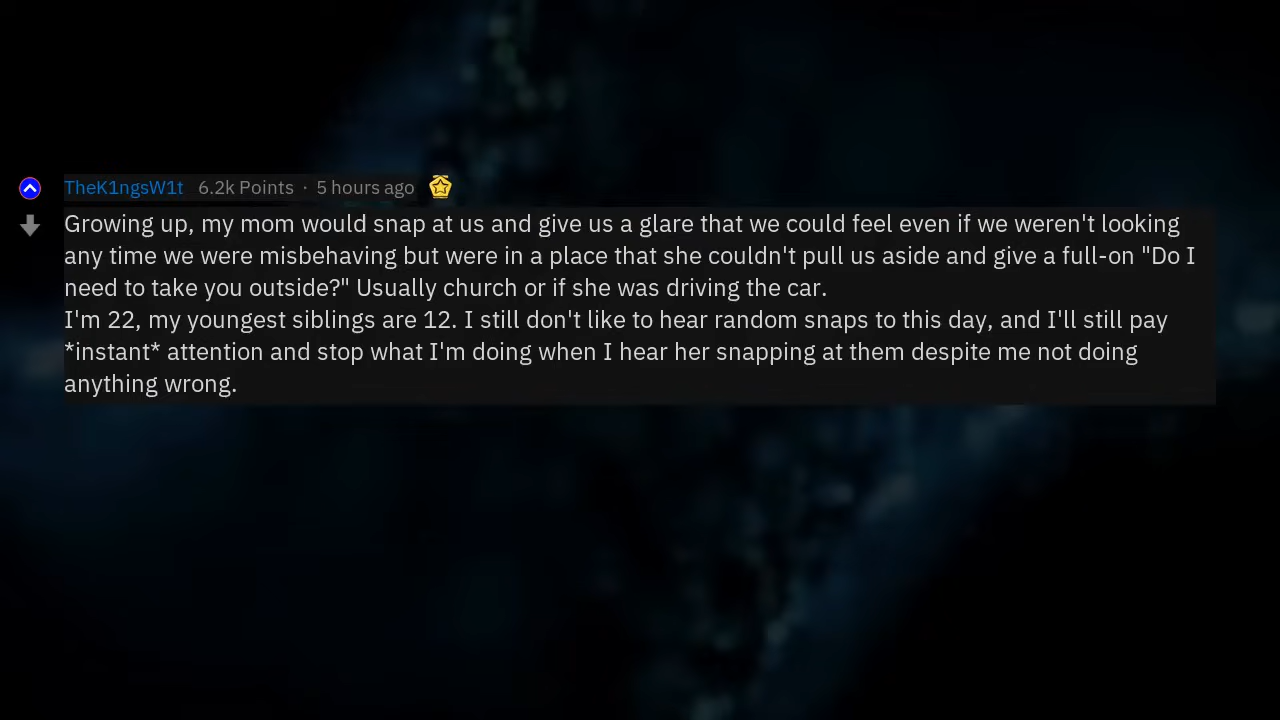 TheK1ngsW1t 6.2k Points · 5 hours ago
Growing up, my mom would snap at us and give us a glare that we could feel even if we weren't looking
any time we were misbehaving but were in a place that she couldn't pull us aside and give a full-on "Do I
need to take you outside?" Usually church or if she was driving the car.
I'm 22, my youngest siblings are 12. I still don't like to hear random snaps to this day, and I'll still pay
*instant* attention and stop what I'm doing when I hear her snapping at them despite me not doing
anything wrong.